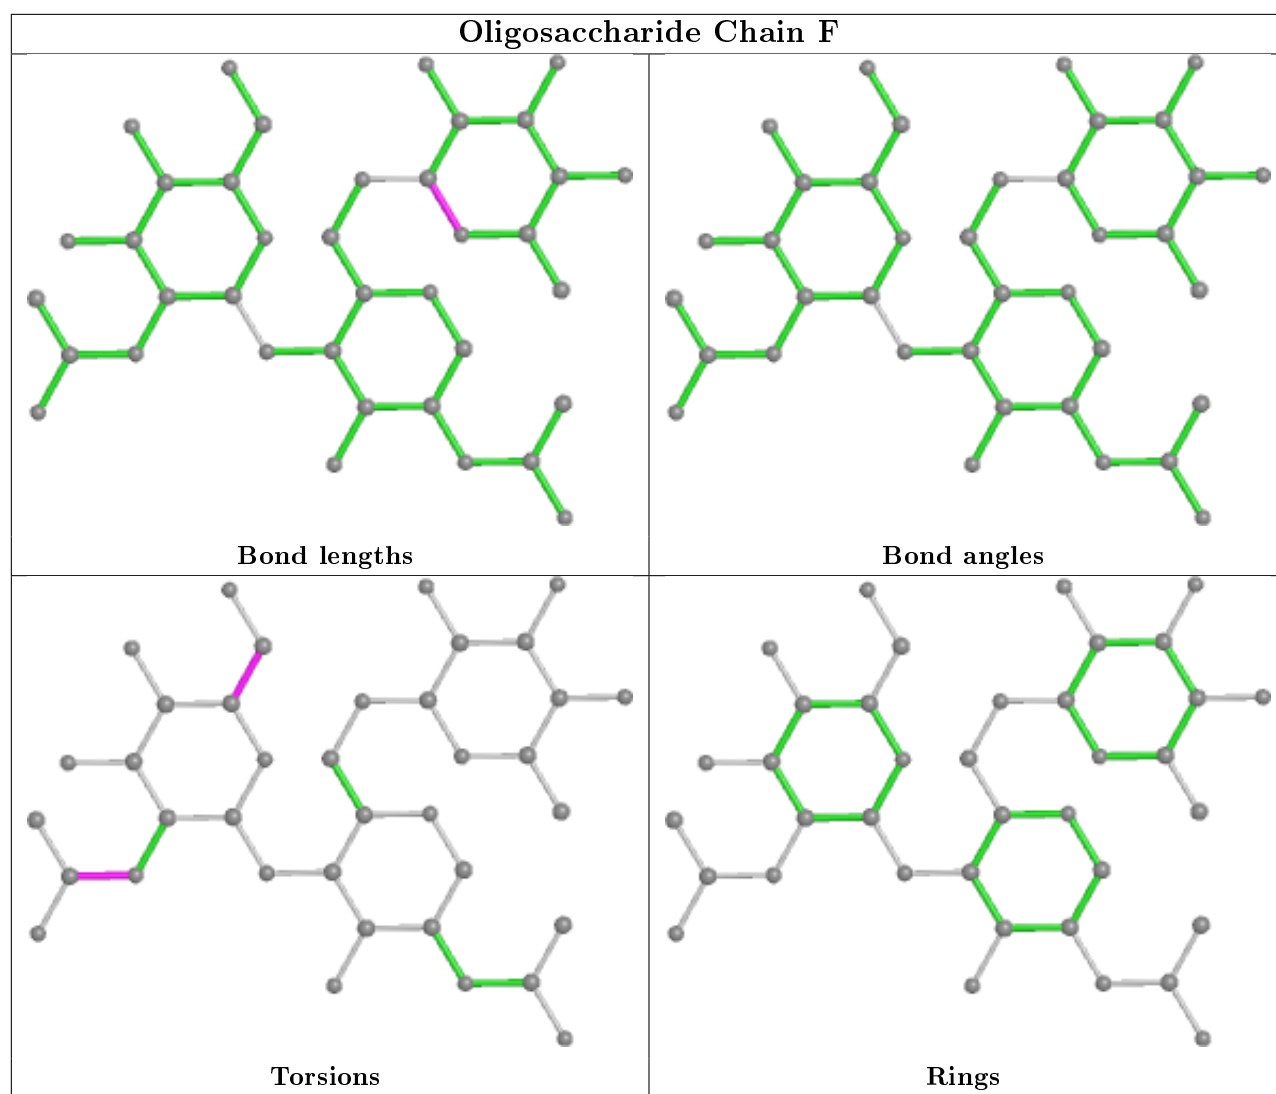 Oligosaccharide Chain F
Bond lengths
Bond angles
Torsions
Rings